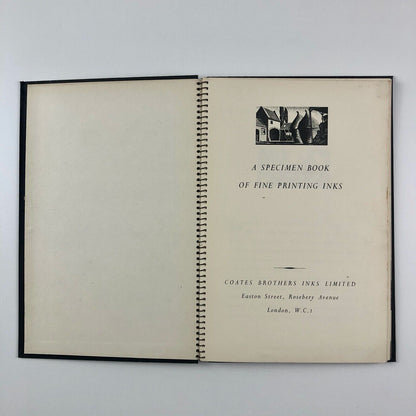 A SPECIMEN BOOK
OF FINE PRINTING INKS
COATES BROTHERS INKS LIMITED
Easton Street, Rosebery Avenue
London, W.C.1